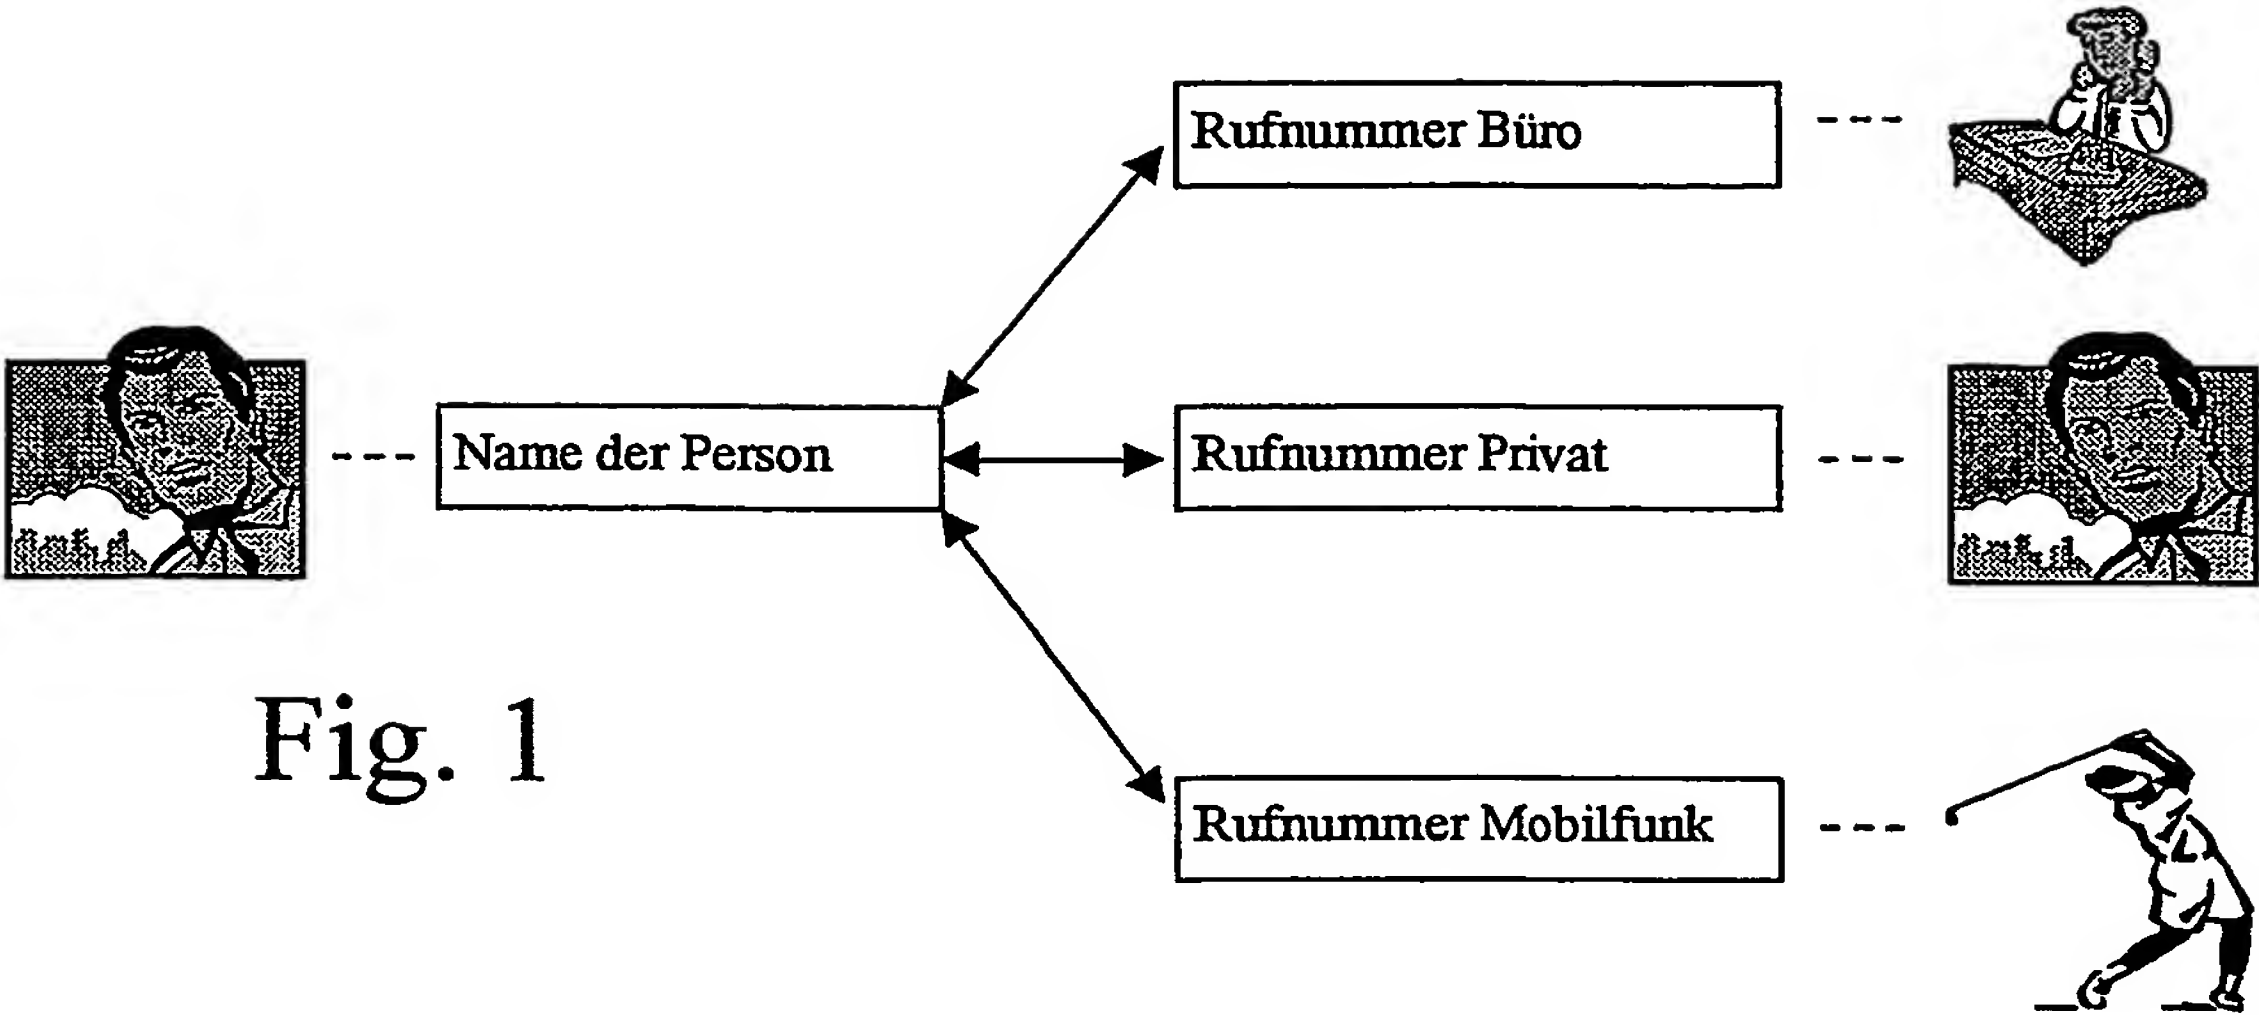 Rufnummer Büro
Name der Person
Rufnummer Privat
Fig. 1
Rufnummer Mobilfunk